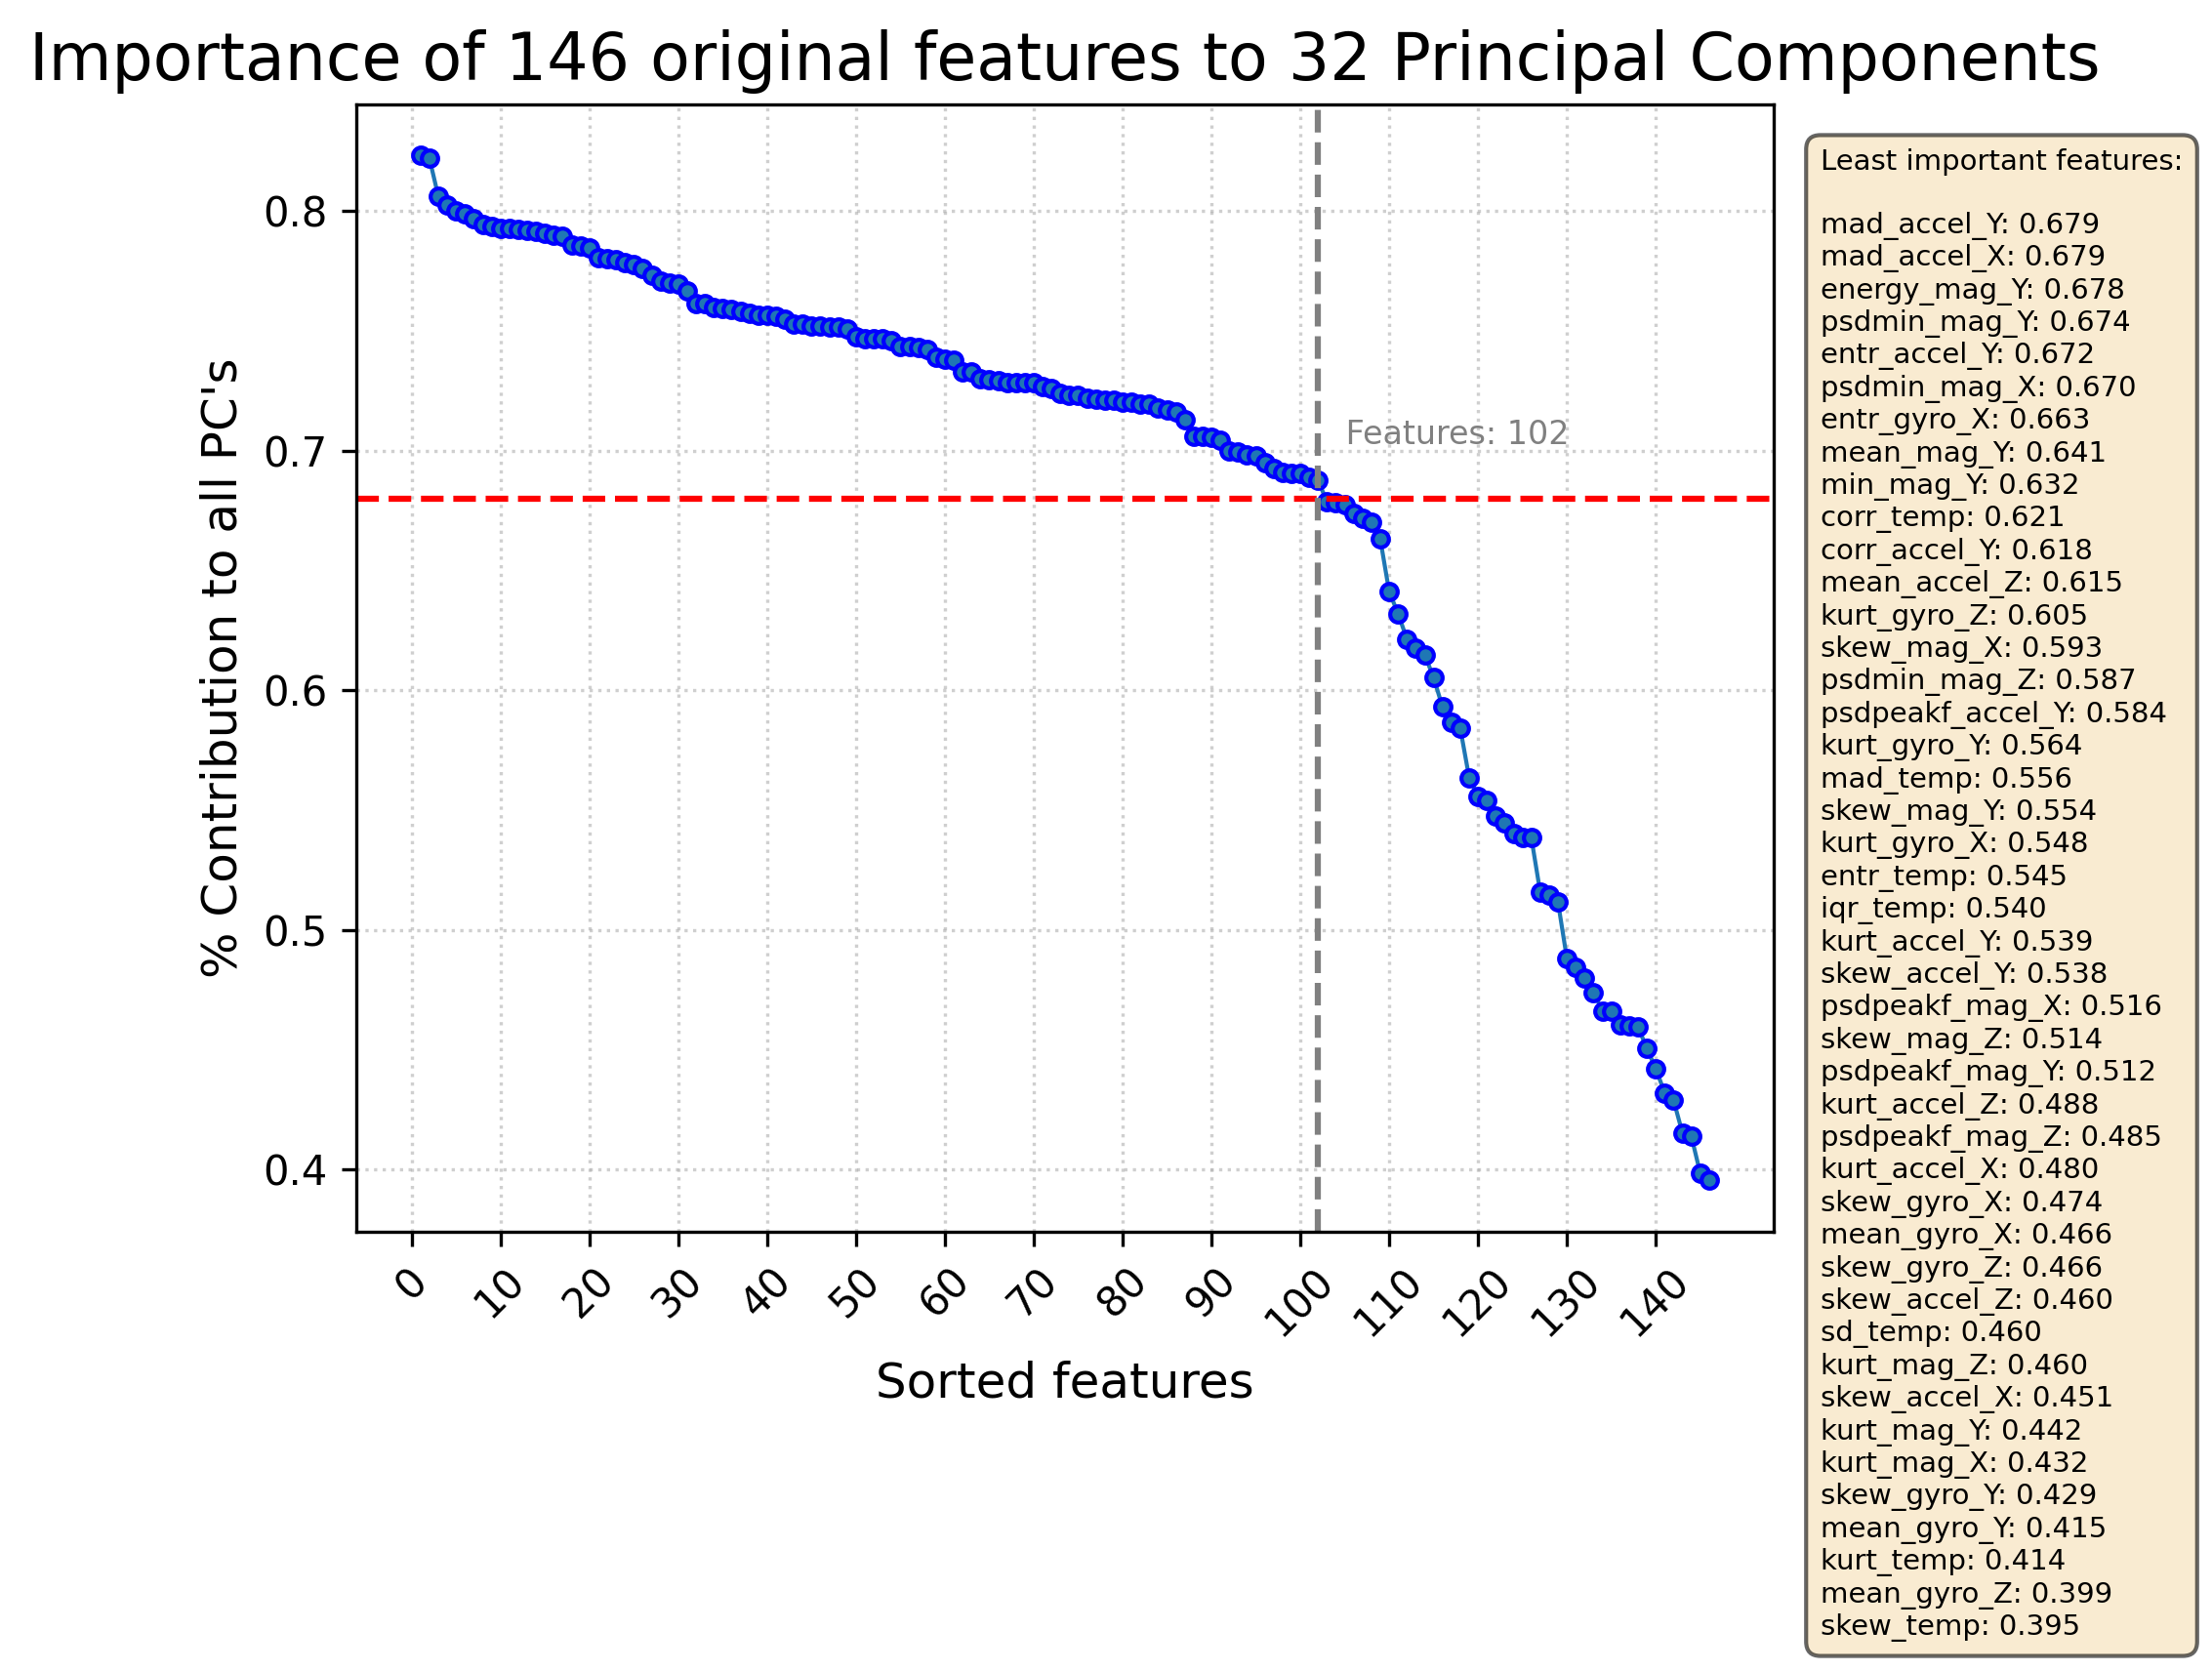 Importance of 146 original features to 32 Principal Components
% Contribution to all PC's
0.8
0.7
0.6
0.5
0.4
Features: 102
0
10
20
30
40
50
60
70
80
90
100
110
120
130
140
Sorted features
Least important features:
mad_accel_Y: 0.679
mad_accel_X: 0.679
energy_mag_Y: 0.678
psdmin_mag_Y: 0.674
entr_accel_Y: 0.672
psdmin_mag_X: 0.670
entr_gyro_X: 0.663
mean_mag_Y: 0.641
min_mag_Y: 0.632
corr_temp: 0.621
corr_accel_Y: 0.618
mean_accel_Z: 0.615
kurt_gyro_Z: 0.605
skew_mag_X: 0.593
psdmin_mag_Z: 0.587
psdpeakf_accel_Y: 0.584
kurt_gyro_Y: 0.564
mad_temp: 0.556
skew_mag_Y: 0.554
kurt_gyro_X: 0.548
entr_temp: 0.545
iqr_temp: 0.540
kurt_accel_Y: 0.539
skew_accel_Y: 0.538
psdpeakf_mag_X: 0.516
skew_mag_Z: 0.514
psdpeakf_mag_Y: 0.512
kurt_accel_Z: 0.488
psdpeakf_mag_Z: 0.485
kurt_accel_X: 0.480
skew_gyro_X: 0.474
mean_gyro_X: 0.466
skew_gyro_Z: 0.466
skew_accel_Z: 0.460
sd_temp: 0.460
kurt_mag_Z: 0.460
skew_accel_X: 0.451
kurt_mag_Y: 0.442
kurt_mag_X: 0.432
skew_gyro_Y: 0.429
mean_gyro_Y: 0.415
kurt_temp: 0.414
mean_gyro_Z: 0.399
skew_temp: 0.395